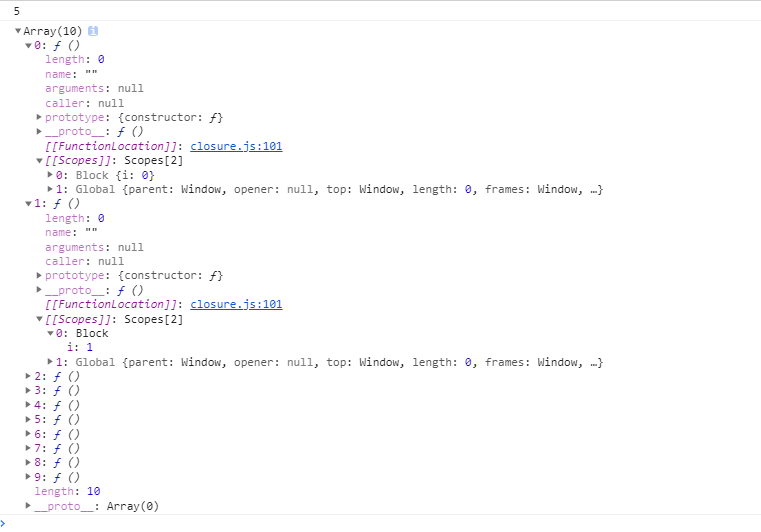 5
▼Array(10) i
▼0: ƒ ()
length: 0
name: ""
arguments: null
caller: null
▶prototype: {constructor: ƒ}
▶__proto__: ƒ ()
[[FunctionLocation]]: closure.js:101
▼[[Scopes]]: Scopes[2]
▶0: Block {i: 0}
▶1: Global {parent: Window, opener: null, top: Window, length: 0, frames: Window, …}
▼1: ƒ ()
length: 0
name: ""
arguments: null
caller: null
▶prototype: {constructor: ƒ}
▶__proto__: ƒ ()
[[FunctionLocation]]: closure.js:101
▼[[Scopes]]: Scopes[2]
▼0: Block
i: 1
▶1: Global {parent: Window, opener: null, top: Window, length: 0, frames: Window, …}
▶2: ƒ ()
▶3: ƒ ()
▶4: ƒ ()
▶5: ƒ ()
▶6: ƒ ()
▶7: ƒ ()
▶8: ƒ ()
▶9: ƒ ()
length: 10
▶__proto__: Array(0)